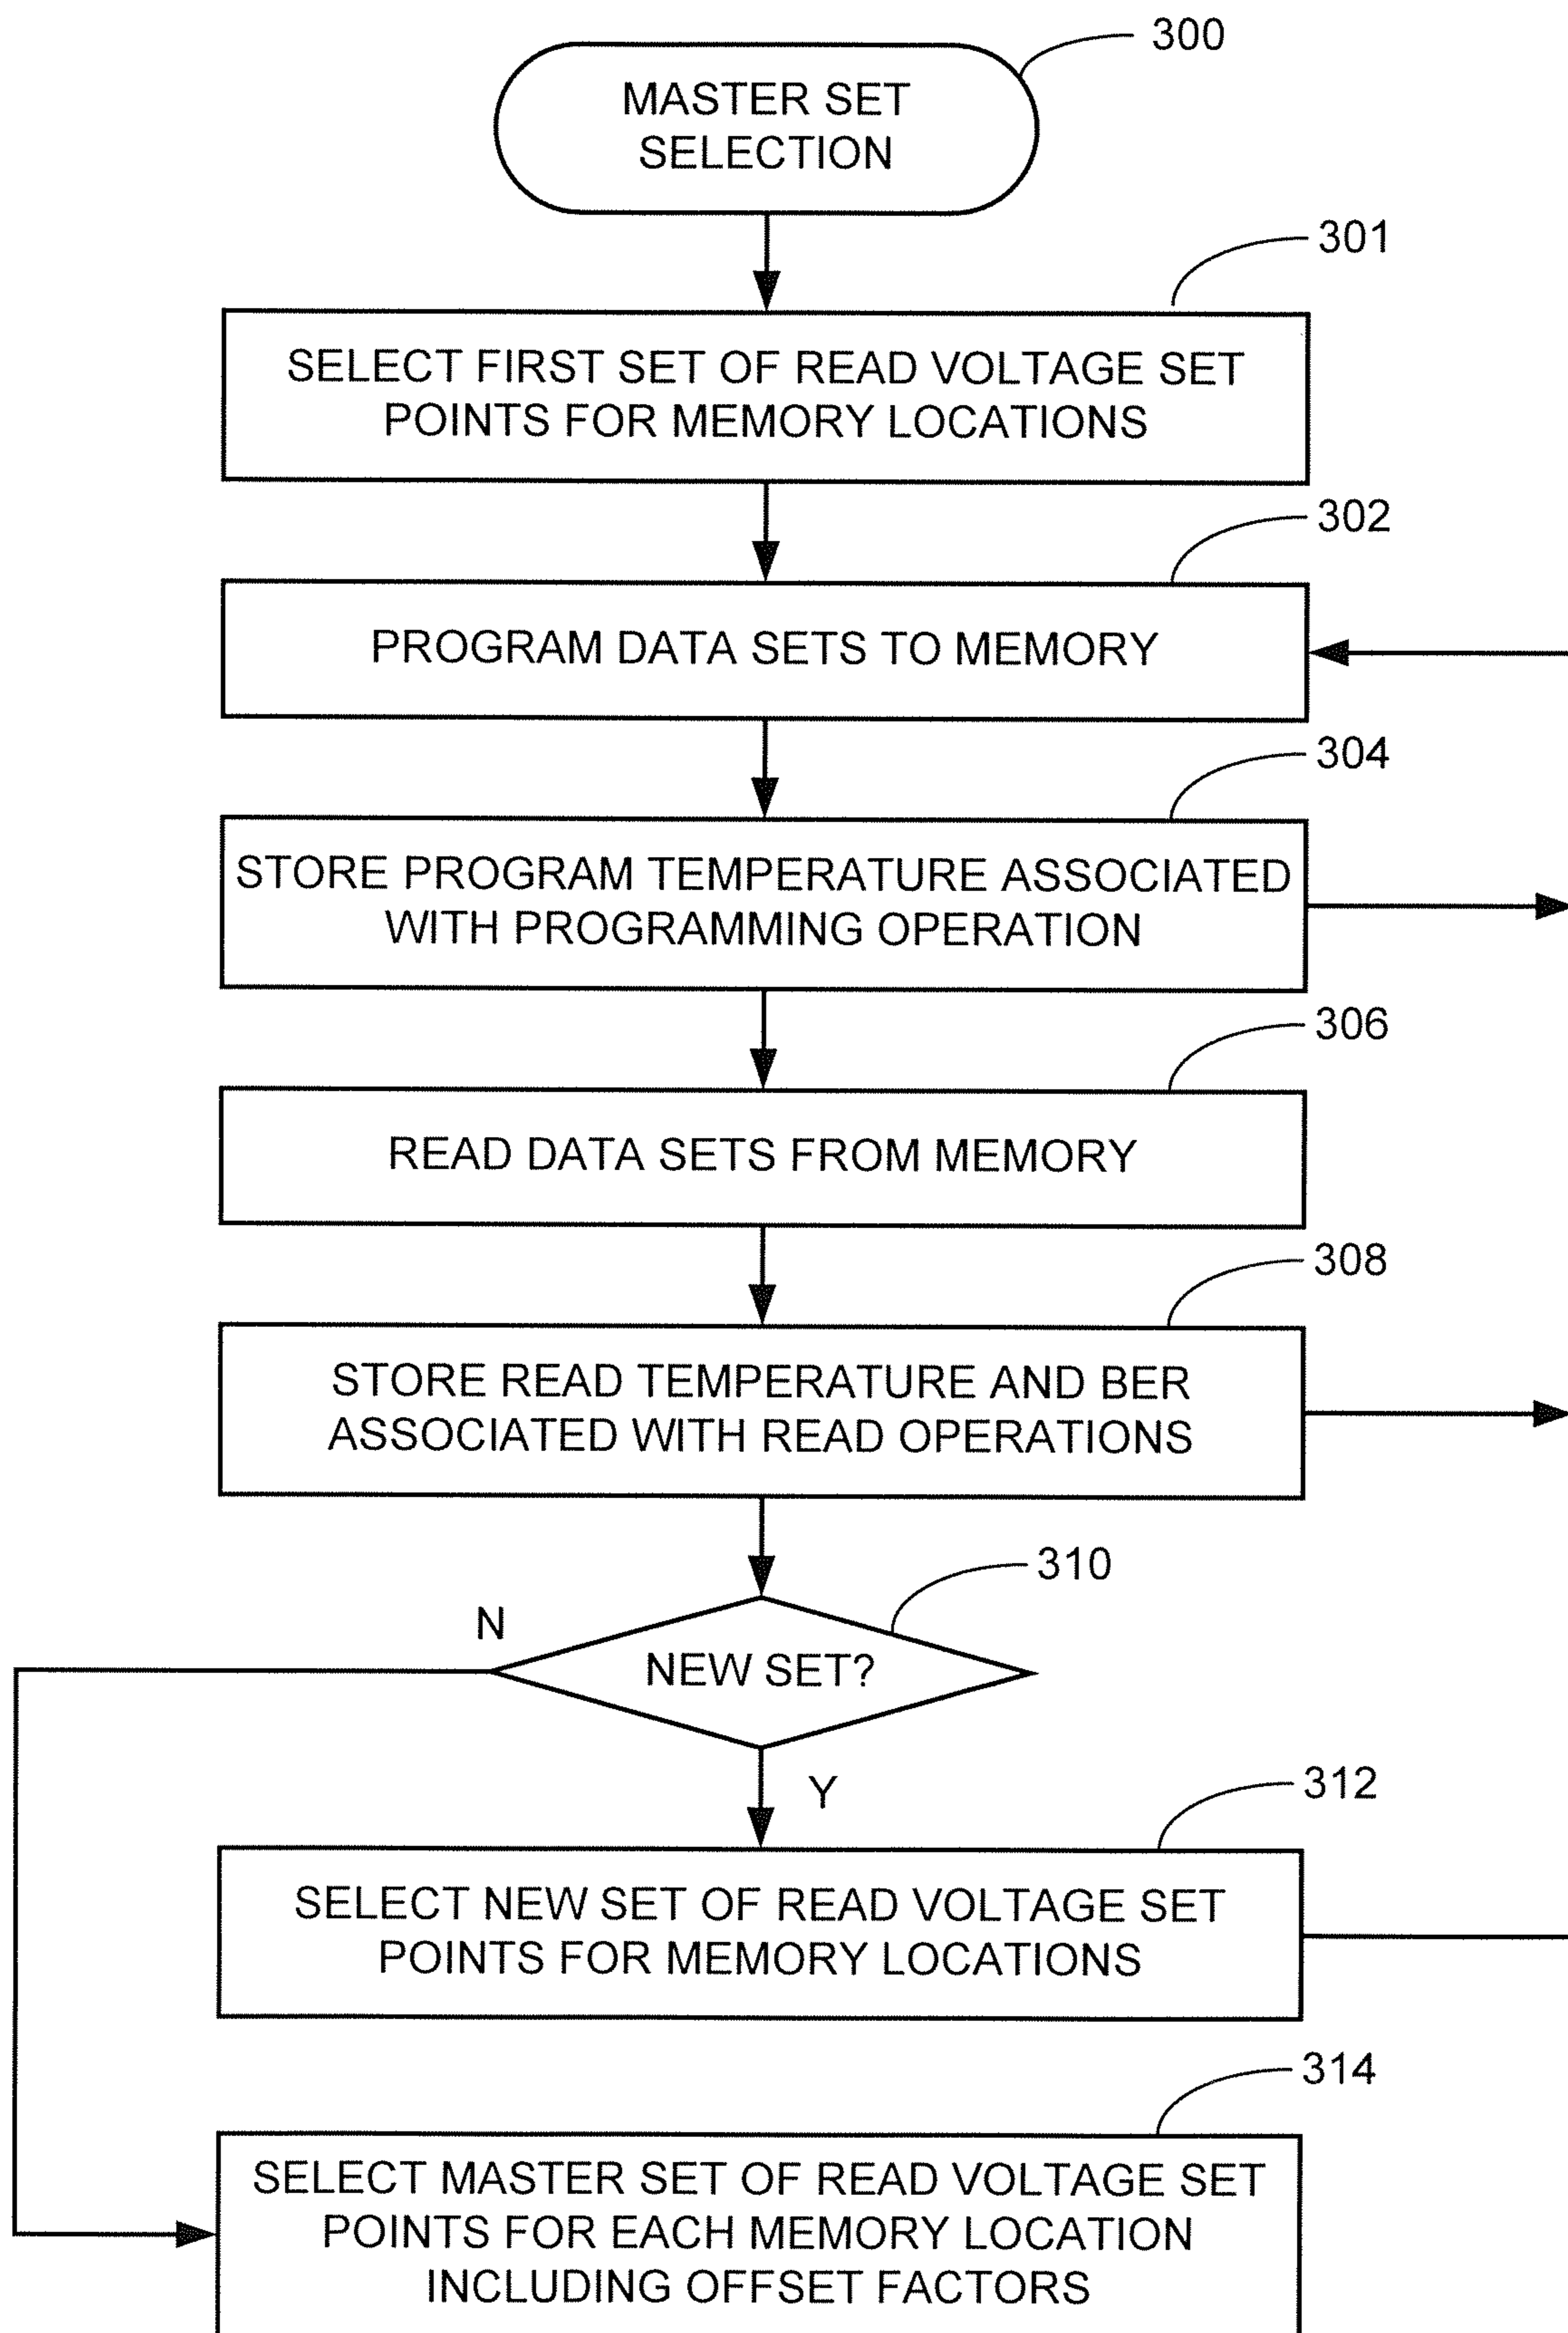 300
MASTER SET
SELECTION
301
SELECT FIRST SET OF READ VOLTAGE SET
POINTS FOR MEMORY LOCATIONS
302
PROGRAM DATA SETS TO MEMORY
304
STORE PROGRAM TEMPERATURE ASSOCIATED
WITH PROGRAMMING OPERATION
306
READ DATA SETS FROM MEMORY
308
STORE READ TEMPERATURE AND BER
ASSOCIATED WITH READ OPERATIONS
310
N
NEW SET?
Y
312
SELECT NEW SET OF READ VOLTAGE SET
POINTS FOR MEMORY LOCATIONS
314
SELECT MASTER SET OF READ VOLTAGE SET
POINTS FOR EACH MEMORY LOCATION
INCLUDING OFFSET FACTORS